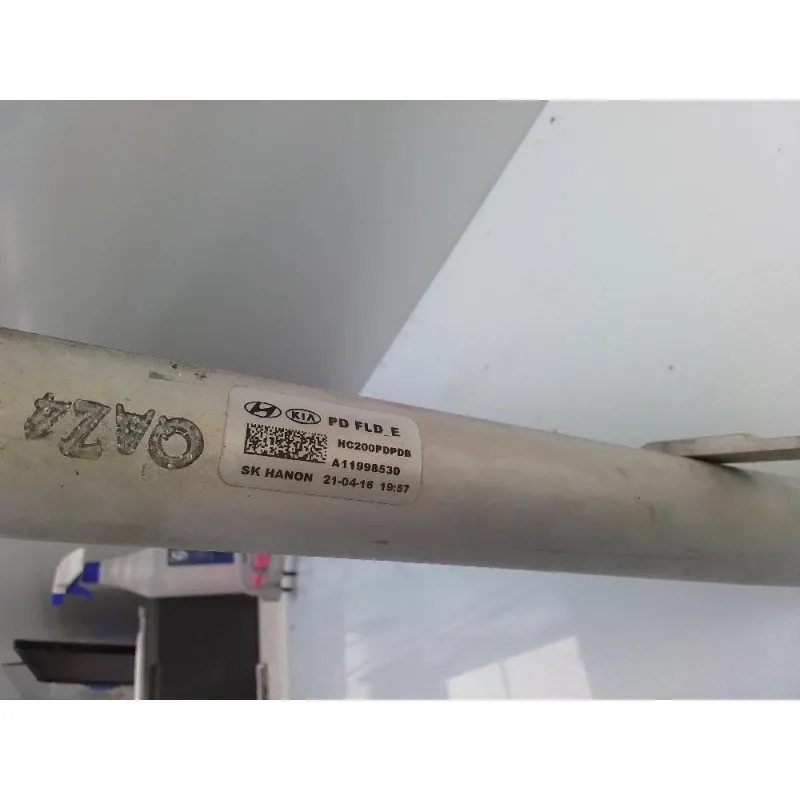 QAZ4
KIA PD FLD_E
HC200PDPDB
A11998530
SK HANON 21-04-16 19:57